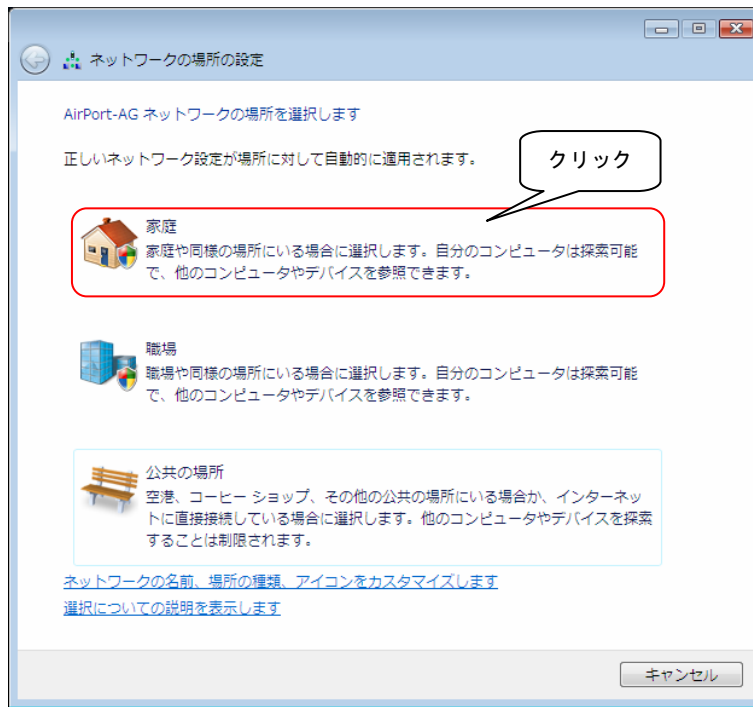 ネットワークの場所の設定
AirPort-AG ネットワークの場所を選択します
正しいネットワーク設定が場所に対して自動的に適用されます。
クリック
家庭
家庭や同様の場所にいる場合に選択します。自分のコンピュータは探索可能
で、他のコンピュータやデバイスを参照できます。
職場
職場や同様の場所にいる場合に選択します。自分のコンピュータは探索可能
で、他のコンピュータやデバイスを参照できます。
公共の場所
空港、コーヒー ショップ、その他の公共の場所にいる場合か、インターネッ
トに直接接続している場合に選択します。他のコンピュータやデバイスを探索
することは制限されます。
ネットワークの名前、場所の種類、アイコンをカスタマイズします
選択についての説明を表示します
キャンセル